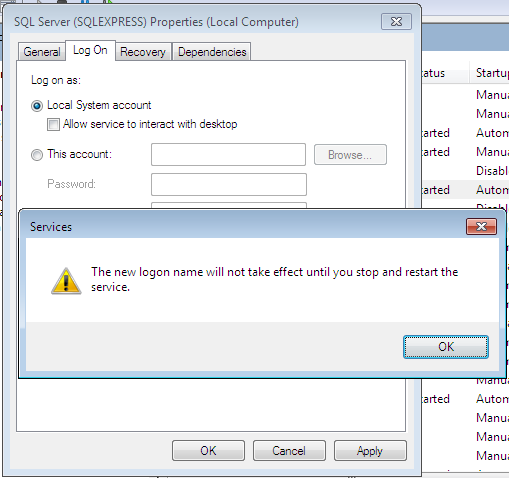 SQL Server (SQLEXPRESS) Properties (Local Computer)
General Log On Recovery Dependencies
Log on as:
Local System account
Allow service to interact with desktop
This account:
Browse...
Password:
Services
The new logon name will not take effect until you stop and restart the
service.
OK
OK Cancel Apply
atus Startup
Manua
Manua
arted Autom
arted Manua
Disabl
arted Autom
Manua
arted Autom
Manua
Manua
Manua